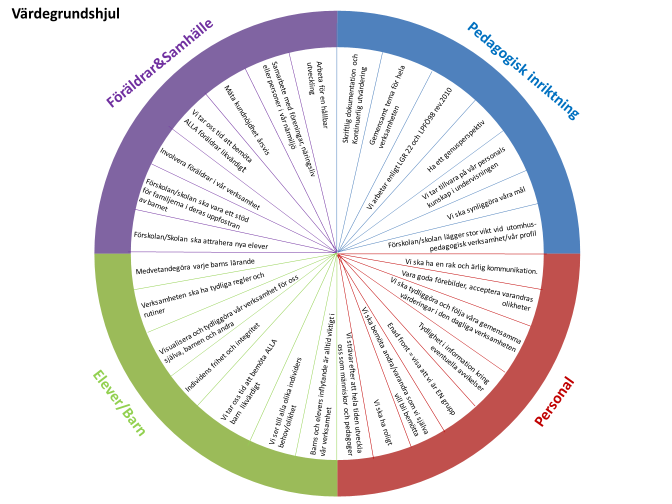 Värdegrundshjul
Föräldrar&Samhälle
Arbeta för en hållbar
utveckling
Samarbete med föreningar, näringsliv
eller personer i vår närmiljö
Mäta kundnöjdhet årsvis
Vi tar oss tid att bemöta
ALLA föräldrar likvärdigt
Involvera föräldrar i vår verksamhet
Förskolan/skolan ska vara ett stöd
för familjerna i deras uppfostran
av barnet
Förskolan/Skolan ska attrahera nya elever
Pedagogisk inriktning
Skriftlig dokumentation och
Kontinuerlig utvärdering
Gemensamt tema för hela
verksamheten
Vi arbetar enligt LGR 22 och LPFÖ98 rev.2010
Ha ett genusperspektiv
Vi tar tillvara på vår personals
kunskap i undervisningen
Vi ska synliggöra våra mål
Förskolan/skolan lägger stor vikt vid utomhus-
pedagogisk verksamhet/vår profil
Personal
Vi ska ha en rak och ärlig kommunikation.
Vara goda förebilder, acceptera varandras
olikheter
Vi ska tydliggöra och följa våra gemensamma
värderingar i den dagliga verksamheten
Tydlighet i information kring
eventuella avvikelser
Enad front = visa att vi är EN grupp
Vi ska bemöta andra/varandra som vi själva
vill bli bemötta
Vi ska ha roligt
Vi strävar efter att hela tiden utveckla
oss som människor och pedagoger
Elever/Barn
Medvetandegöra varje barns lärande
Verksamheten ska ha tydliga regler och
rutiner
Visualisera och tydliggöra vår verksamhet för oss
själva, barnen och andra
Individens frihet och integritet
Vi tar oss tid att bemöta ALLA
barn likvärdigt
Vi ser till alla olika individers
behov/olikhet
Barns och elevers inflytande är alltid viktigt i
vår verksamhet